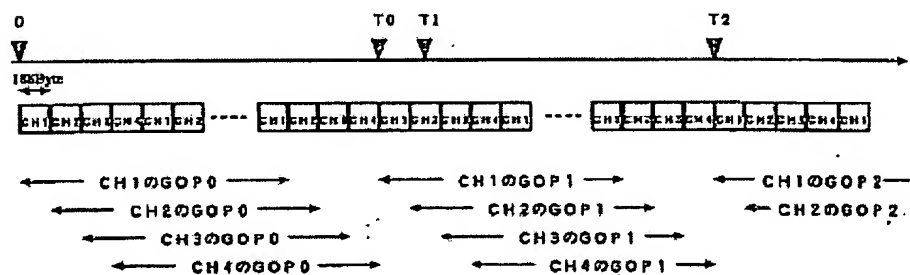 0 T0 T1 T2
188Byte
CH1 CH2 CH3 CH4 CH1 CH2 ---- CH1 CH2 CH3 CH4 CH1 CH2 CH3 CH4 CH1 ---- CH1 CH2 CH3 CH4 CH1 CH2 CH3 CH4 CH1
CH1のGOP0 CH1のGOP1 CH1のGOP2
CH2のGOP0 CH2のGOP1 CH2のGOP2
CH3のGOP0 CH3のGOP1
CH4のGOP0 CH4のGOP1